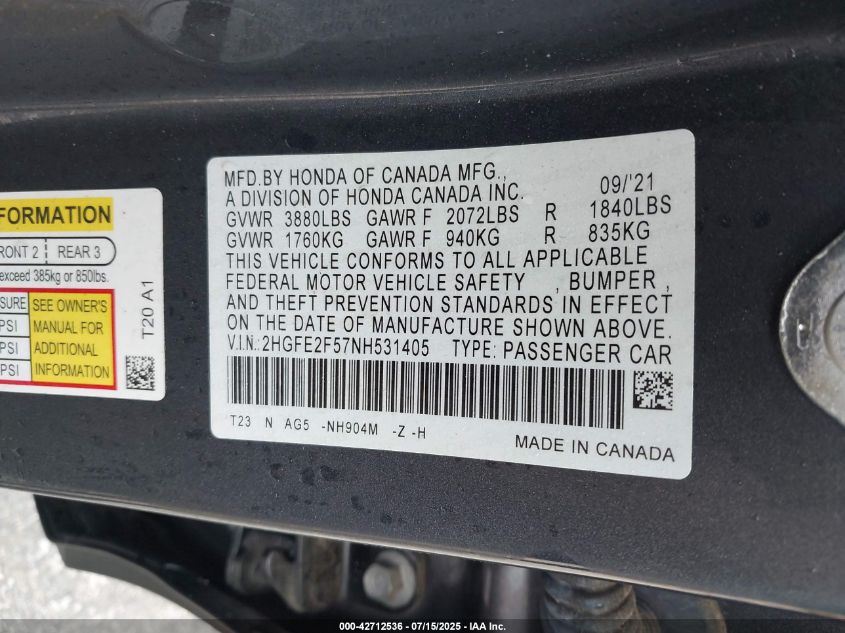 FORMATION
RONT 2 REAR 3
exceed 385kg or 850lbs.
SURE SEE OWNER'S
PSI MANUAL FOR
PSI ADDITIONAL
PSI INFORMATION
T20 A1
MFD.BY HONDA OF CANADA MFG.,
A DIVISION OF HONDA CANADA INC. 09/'21
GVWR 3880LBS GAWR F 2072LBS R 1840LBS
GVWR 1760KG GAWR F 940KG R 835KG
THIS VEHICLE CONFORMS TO ALL APPLICABLE
FEDERAL MOTOR VEHICLE SAFETY , BUMPER ,
AND THEFT PREVENTION STANDARDS IN EFFECT
ON THE DATE OF MANUFACTURE SHOWN ABOVE.
V.I.N.: 2HGFE2F57NH531405 TYPE: PASSENGER CAR
T23 N AG5 -NH904M -Z -H
MADE IN CANADA
000-42712536 - 07/15/2025 - IAA Inc.